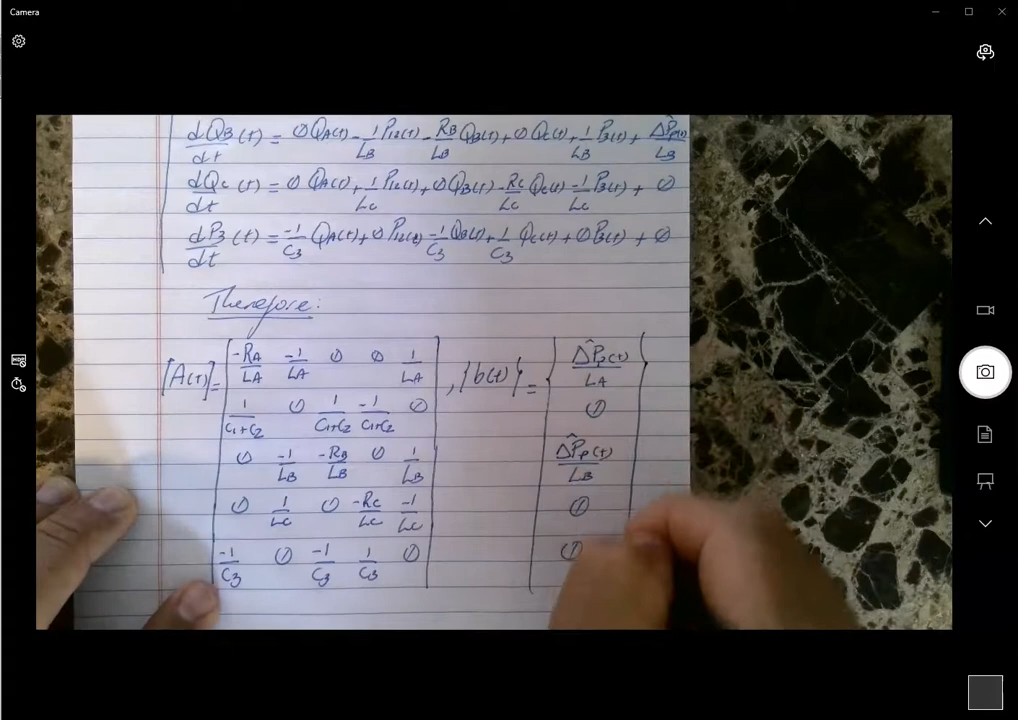 Camera
dQB(t) = 0 QA(t) - 1/LB P12(t) - RB/LB QB(t) + 0 QC(t) + 1/LB P3(t) + ΔP̂p(t)/LB
dt
dQC(t) = 0 QA(t) + 1/LC P12(t) + 0 QB(t) - RC/LC QC(t) - 1/LC P3(t) + 0
dt
dP3(t) = -1/C3 QA(t) + 0 P12(t) - 1/C3 QB(t) + 1/C3 QC(t) + 0 P3(t) + 0
dt
Therefore:
[A(t)] = [ -RA/LA -1/LA 0 0 1/LA , {b(t)} = { ΔP̂p(t)/LA
1/C1+C2 0 1/C1+C2 -1/C1+C2 0 0
0 -1/LB -RB/LB 0 1/LB ΔP̂p(t)/LB
0 1/LC 0 -RC/LC -1/LC 0
-1/C3 0 -1/C3 1/C3 0 0